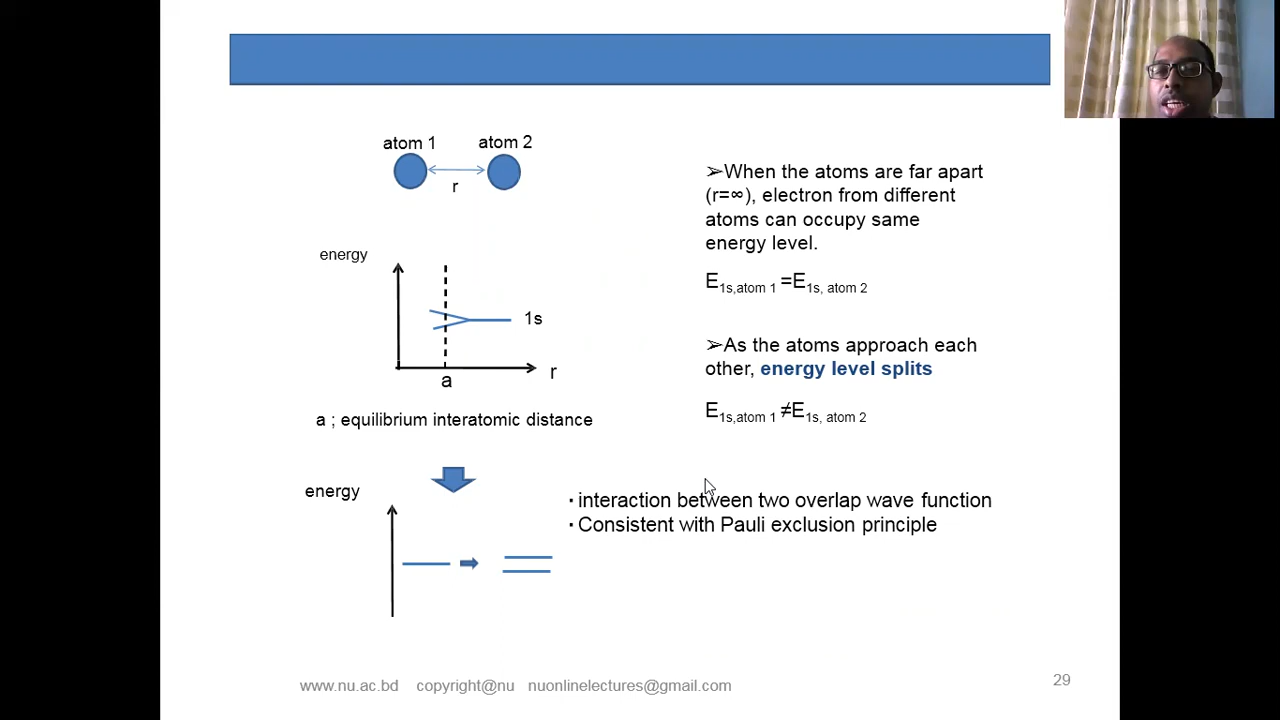 atom 1 atom 2
r
➢When the atoms are far apart
(r=∞), electron from different
atoms can occupy same
energy level.
energy
E1s,atom 1 =E1s, atom 2
1s
➢As the atoms approach each
other, energy level splits
a
r
E1s,atom 1 ≠E1s, atom 2
a ; equilibrium interatomic distance
energy
· interaction between two overlap wave function
· Consistent with Pauli exclusion principle
www.nu.ac.bd copyright@nu nuonlinelectures@gmail.com
29